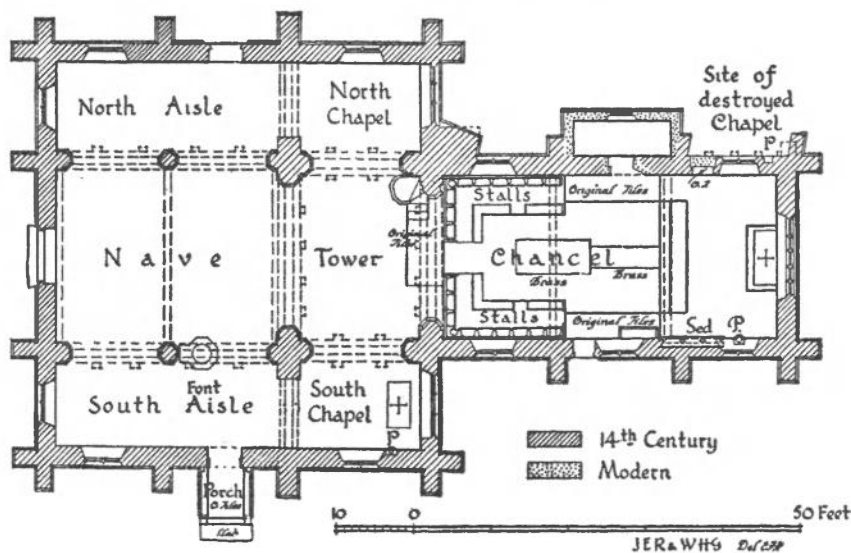 North Aisle
North
Chapel
Site of
destroyed
Chapel
P
Stalls
Original Tiles
Nave
Tower
Original Tiles
Chancel
Brass
Brass
Stalls
Original Tiles
Sed
P.
Font
South Aisle
South
Chapel
P
Porch
14th Century
Modern
10 0 50 Feet
JER & WHG